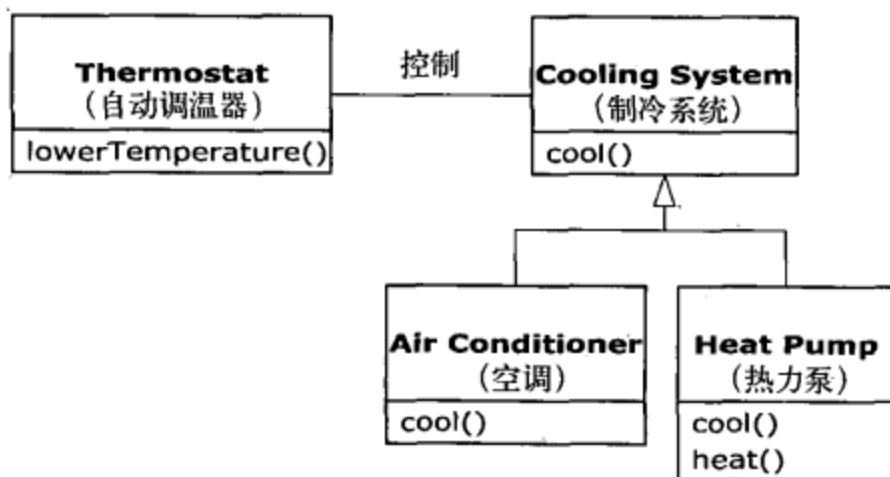 Thermostat
（自动调温器）
lowerTemperature()
控制
Cooling System
（制冷系统）
cool()
Air Conditioner
（空调）
cool()
Heat Pump
（热力泵）
cool()
heat()